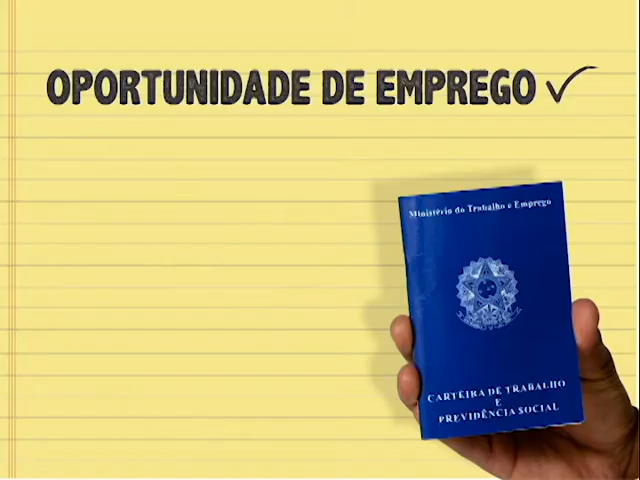 OPORTUNIDADE DE EMPREGO
Ministério do Trabalho e Emprego
CARTEIRA DE TRABALHO
E
PREVIDÊNCIA SOCIAL